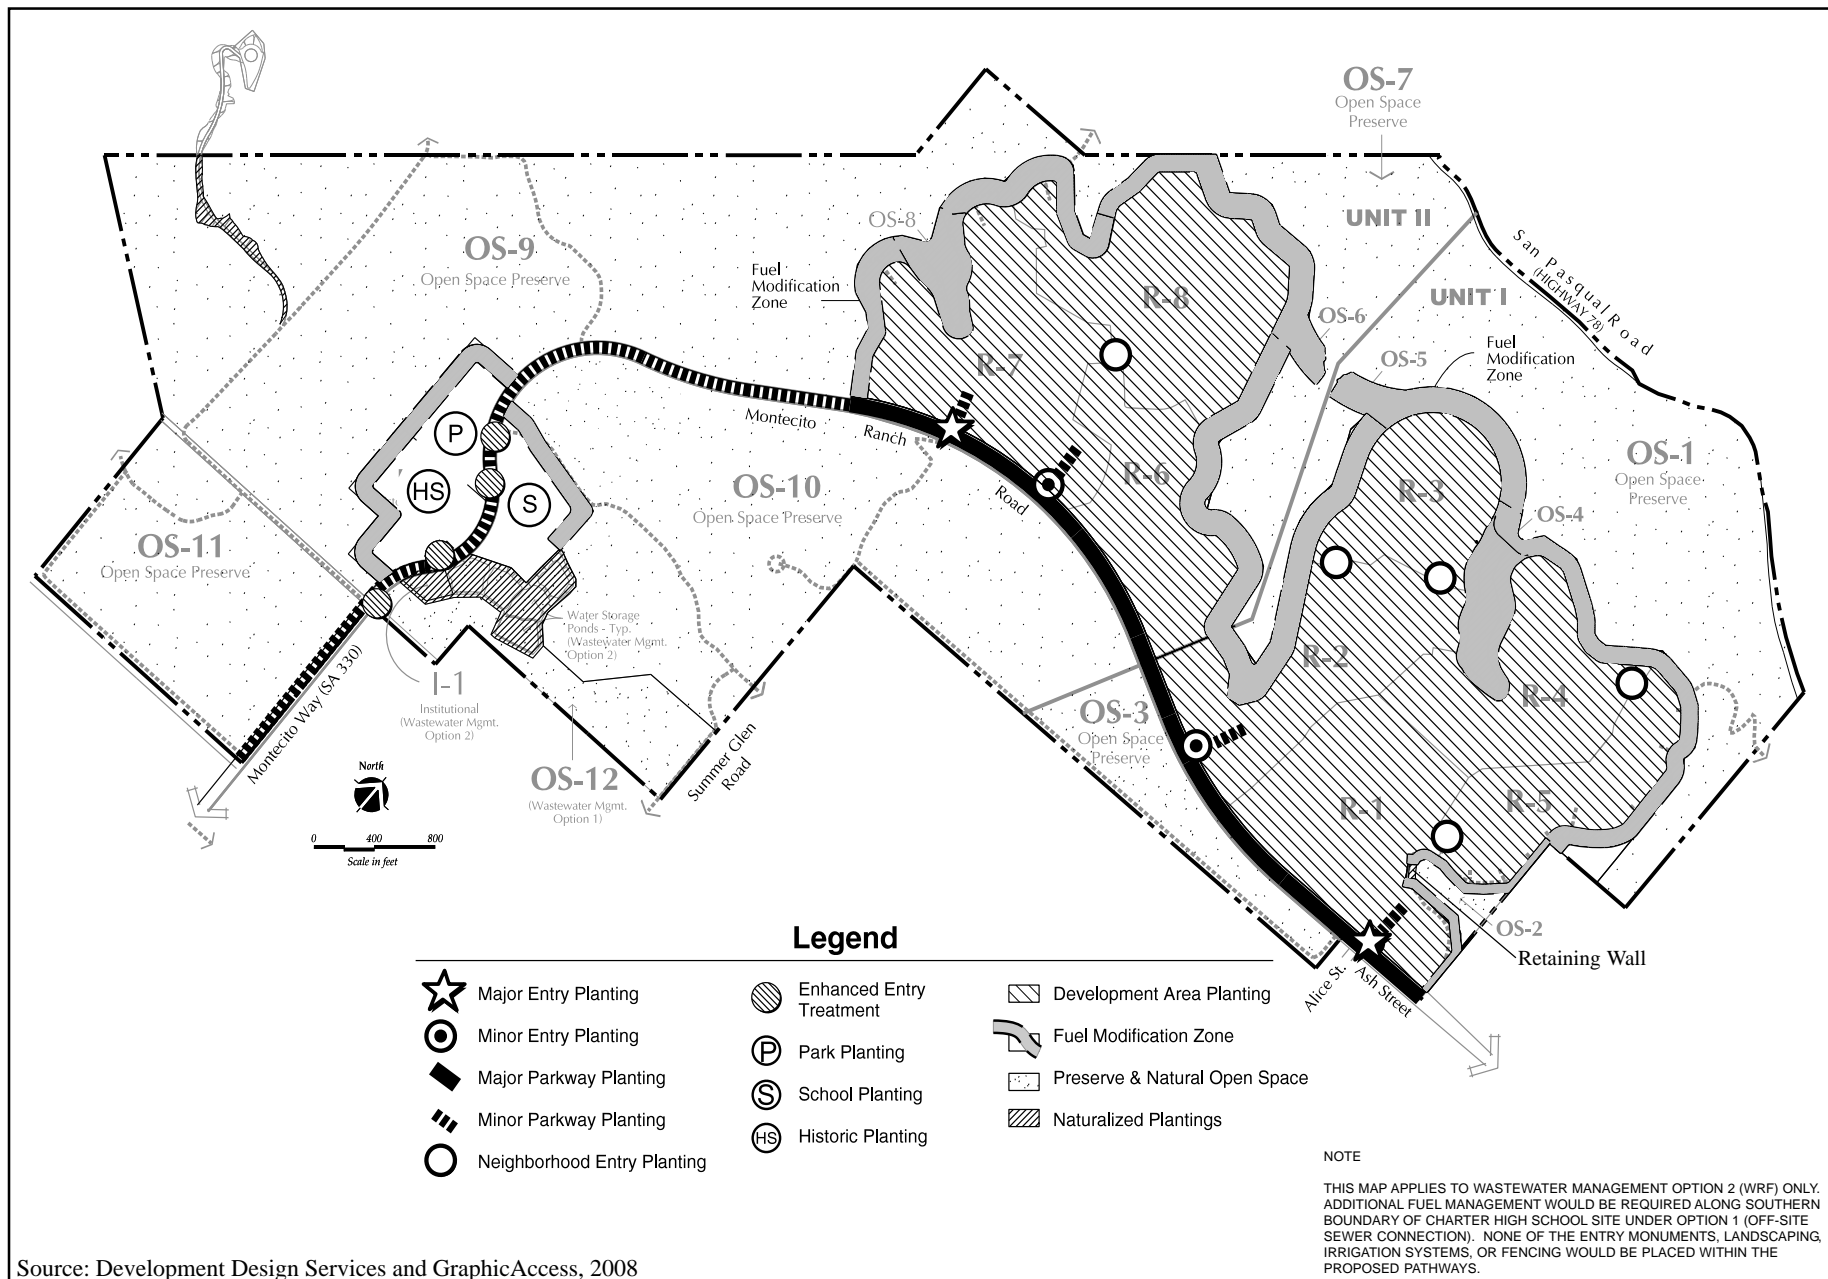 OS-7
Open Space
Preserve
UNIT II
San Pasqual Road
(HIGHWAY 78)
UNIT I
OS-8
OS-9
Open Space Preserve
Fuel
Modification
Zone
R-8
OS-6
OS-5
Fuel
Modification
Zone
R-7
Montecito
Ranch
Road
P
HS
S
OS-10
Open Space Preserve
R-6
R-3
OS-1
Open Space
Preserve
OS-4
OS-11
Open Space Preserve
Water Storage
Ponds - Typ.
(Wastewater Mgmt.
Option 2)
R-2
R-4
I-1
Institutional
(Wastewater Mgmt.
Option 2)
Montecito Way (SA 330)
OS-3
Open Space
Preserve
OS-12
(Wastewater Mgmt.
Option 1)
Summer Glen
Road
R-1
R-5
North
0 400 800
Scale in feet
OS-2
Retaining Wall
Alice St.
Ash Street
Legend
Major Entry Planting
Minor Entry Planting
Major Parkway Planting
Minor Parkway Planting
Neighborhood Entry Planting
Enhanced Entry
Treatment
P Park Planting
S School Planting
HS Historic Planting
Development Area Planting
Fuel Modification Zone
Preserve & Natural Open Space
Naturalized Plantings
NOTE
THIS MAP APPLIES TO WASTEWATER MANAGEMENT OPTION 2 (WRF) ONLY.
ADDITIONAL FUEL MANAGEMENT WOULD BE REQUIRED ALONG SOUTHERN
BOUNDARY OF CHARTER HIGH SCHOOL SITE UNDER OPTION 1 (OFF-SITE
SEWER CONNECTION).  NONE OF THE ENTRY MONUMENTS, LANDSCAPING,
IRRIGATION SYSTEMS, OR FENCING WOULD BE PLACED WITHIN THE
PROPOSED PATHWAYS.
Source: Development Design Services and GraphicAccess, 2008